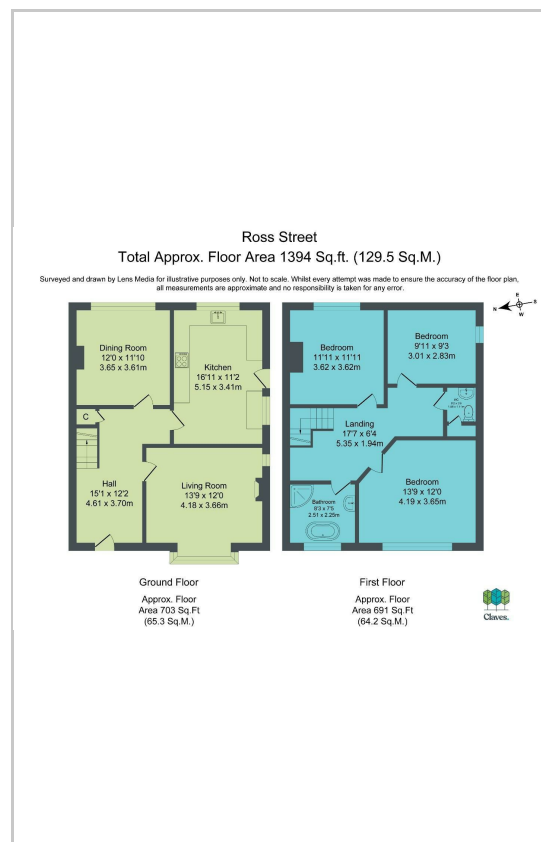 Ross Street
Total Approx. Floor Area 1394 Sq.ft. (129.5 Sq.M.)
Surveyed and drawn by Lens Media for illustrative purposes only. Not to scale. Whilst every attempt was made to ensure the accuracy of the floor plan,
all measurements are approximate and no responsibility is taken for any error.
E
N
S
W
Dining Room
12'0 x 11'10
3.65 x 3.61m
Kitchen
16'11 x 11'2
5.15 x 3.41m
C
Hall
15'1 x 12'2
4.61 x 3.70m
Living Room
13'9 x 12'0
4.18 x 3.66m
Bedroom
11'11 x 11'11
3.62 x 3.62m
Bedroom
9'11 x 9'3
3.01 x 2.83m
WC
Landing
17'7 x 6'4
5.35 x 1.94m
Bathroom
8'3 x 7'5
2.51 x 2.25m
Bedroom
13'9 x 12'0
4.19 x 3.65m
Ground Floor
Approx. Floor
Area 703 Sq.Ft
(65.3 Sq.M.)
First Floor
Approx. Floor
Area 691 Sq.Ft
(64.2 Sq.M.)
Claves.